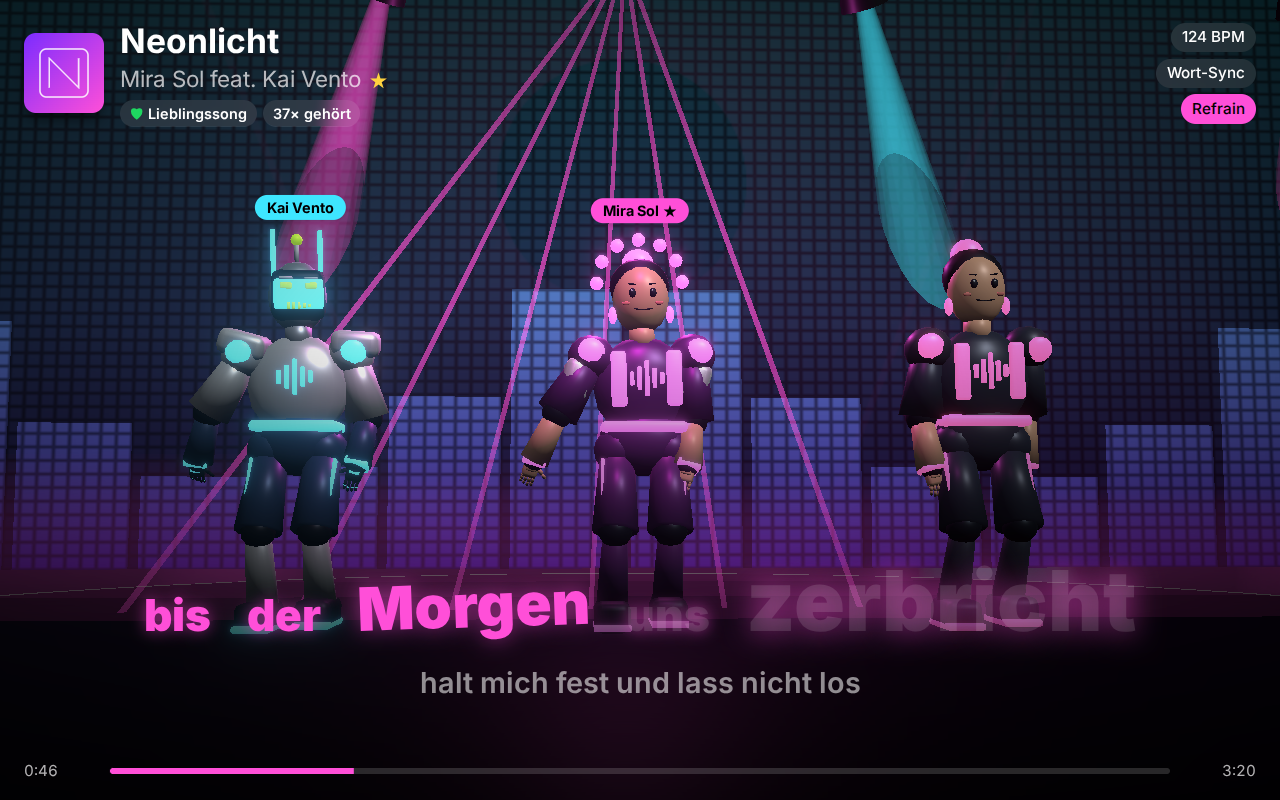 N
Neonlicht
Mira Sol feat. Kai Vento ★
Lieblingssong
37× gehört
124 BPM
Wort-Sync
Refrain
Kai Vento
Mira Sol ★
bis der Morgen uns zerbricht
halt mich fest und lass nicht los
0:46
3:20